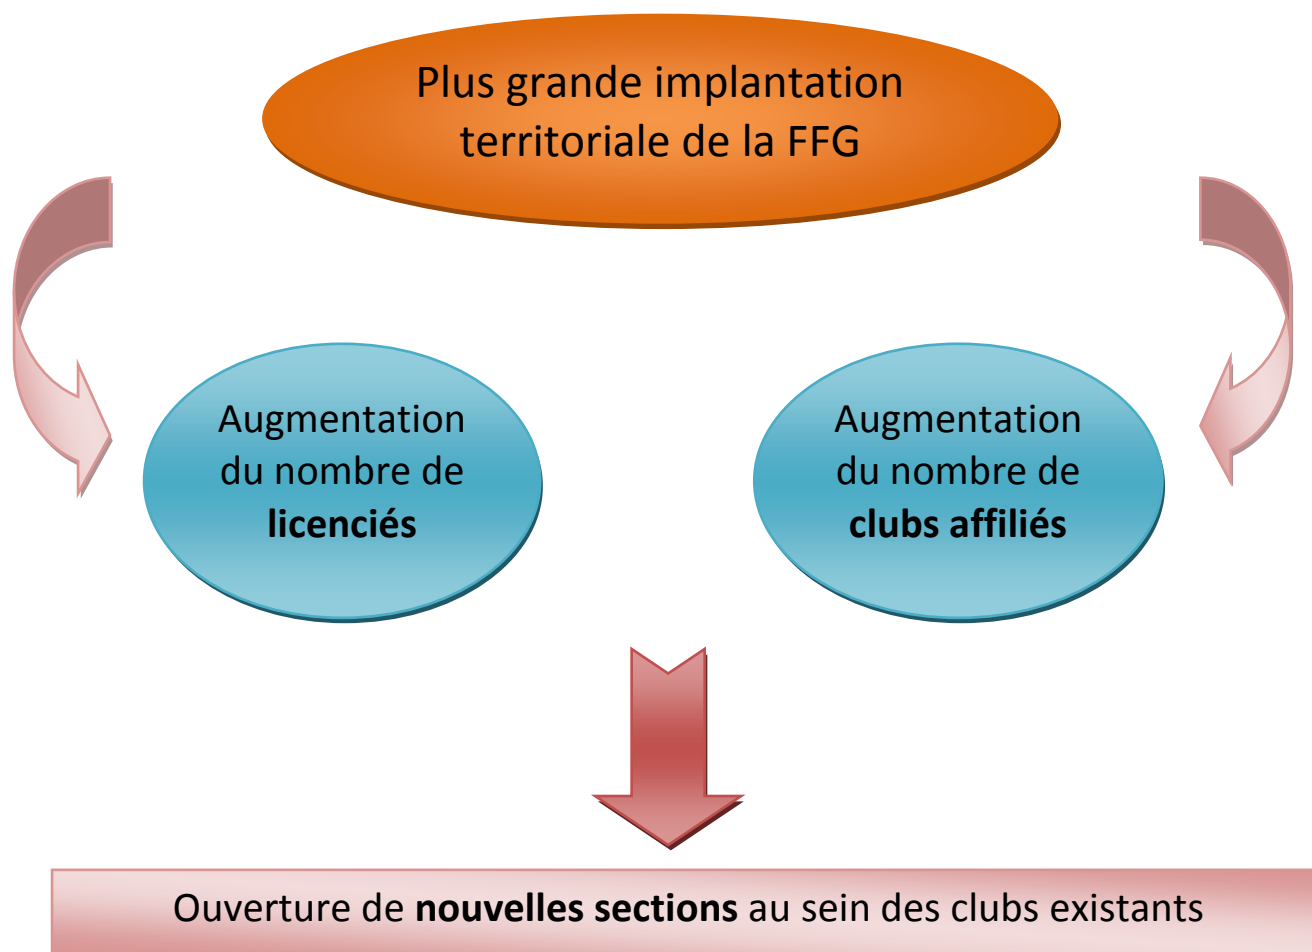 Plus grande implantation
territoriale de la FFG
Augmentation
du nombre de
licenciés
Augmentation
du nombre de
clubs affiliés
Ouverture de nouvelles sections au sein des clubs existants